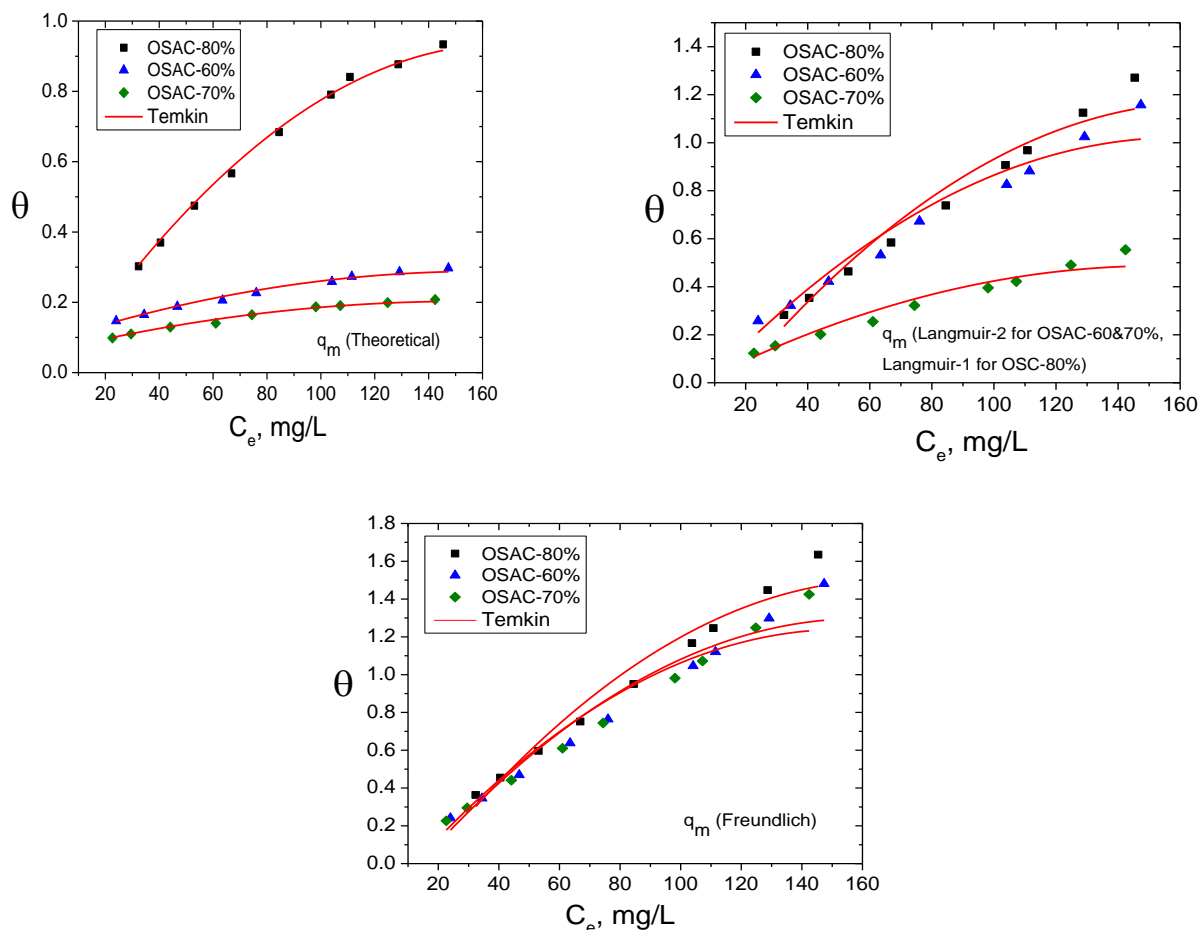 1.0
0.8
0.6
0.4
0.2
0.0
θ
OSAC-80%
OSAC-60%
OSAC-70%
Temkin
qm (Theoretical)
20 40 60 80 100 120 140 160
Ce, mg/L
1.4
1.2
1.0
0.8
0.6
0.4
0.2
0.0
θ
OSAC-80%
OSAC-60%
OSAC-70%
Temkin
qm (Langmuir-2 for OSAC-60&70%,
Langmuir-1 for OSC-80%)
20 40 60 80 100 120 140 160
Ce, mg/L
1.8
1.6
1.4
1.2
1.0
0.8
0.6
0.4
0.2
0.0
θ
OSAC-80%
OSAC-60%
OSAC-70%
Temkin
qm (Freundlich)
20 40 60 80 100 120 140 160
Ce, mg/L